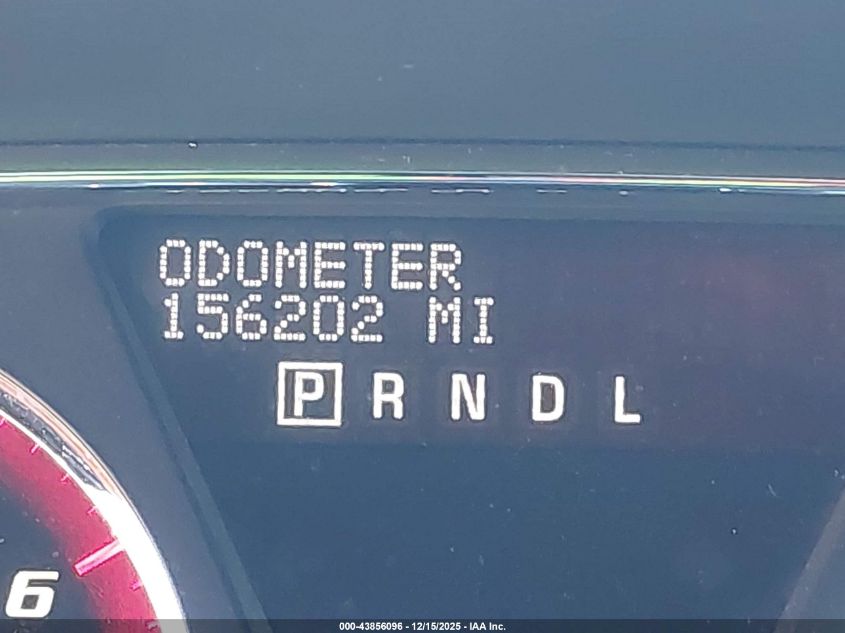 ODOMETER
156202 MI
P R N D L
6
000-43856096 - 12/15/2025 - IAA Inc.